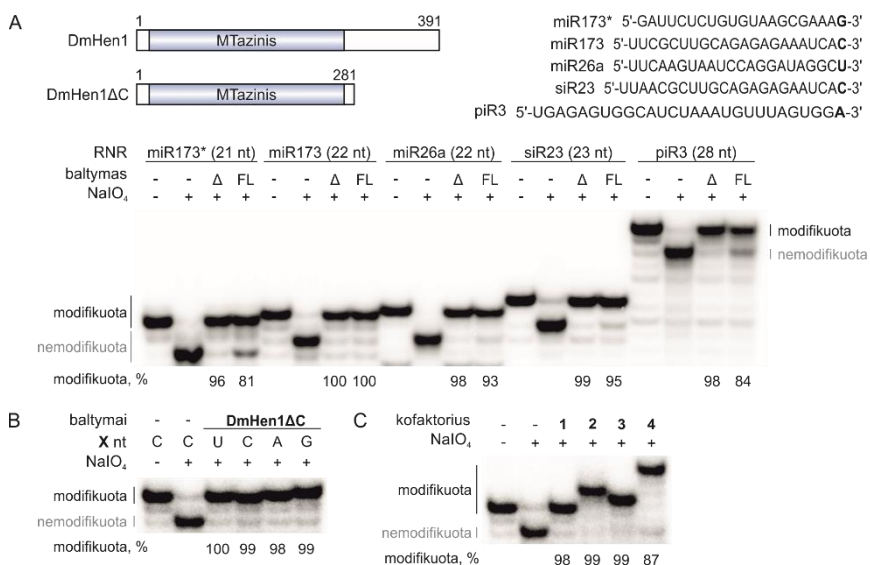 A
1 391
DmHen1 MTazinis
1 281
DmHen1ΔC MTazinis
miR173* 5'-GAUUCUCUGUGUAAGCGAAAG-3'
miR173 5'-UUCGCUUGCAGAGAGAAAUCAC-3'
miR26a 5'-UUCAAGUAAUCCAGGAUAGGCU-3'
siR23 5'-UUAACGCUUGCAGAGAGAAUCAC-3'
piR3 5'-UGAGAGUGGCAUCUAAAUGUUUAGUGGA-3'
RNR miR173* (21 nt) miR173 (22 nt) miR26a (22 nt) siR23 (23 nt) piR3 (28 nt)
baltymas - - Δ FL - - Δ FL - - Δ FL - - Δ FL - - Δ FL
NaIO₄ - + + + - + + + - + + + - + + + - + + +
modifikuota
nemodifikuota
modifikuota
nemodifikuota
modifikuota, % 96 81 100 100 98 93 99 95 98 84
B
baltymai - - DmHen1ΔC
X nt C C U C A G
NaIO₄ - + + + + +
modifikuota
nemodifikuota
modifikuota, % 100 99 98 99
C
kofaktorius - - 1 2 3 4
NaIO₄ - + + + + +
modifikuota
nemodifikuota
modifikuota, % 98 99 99 87